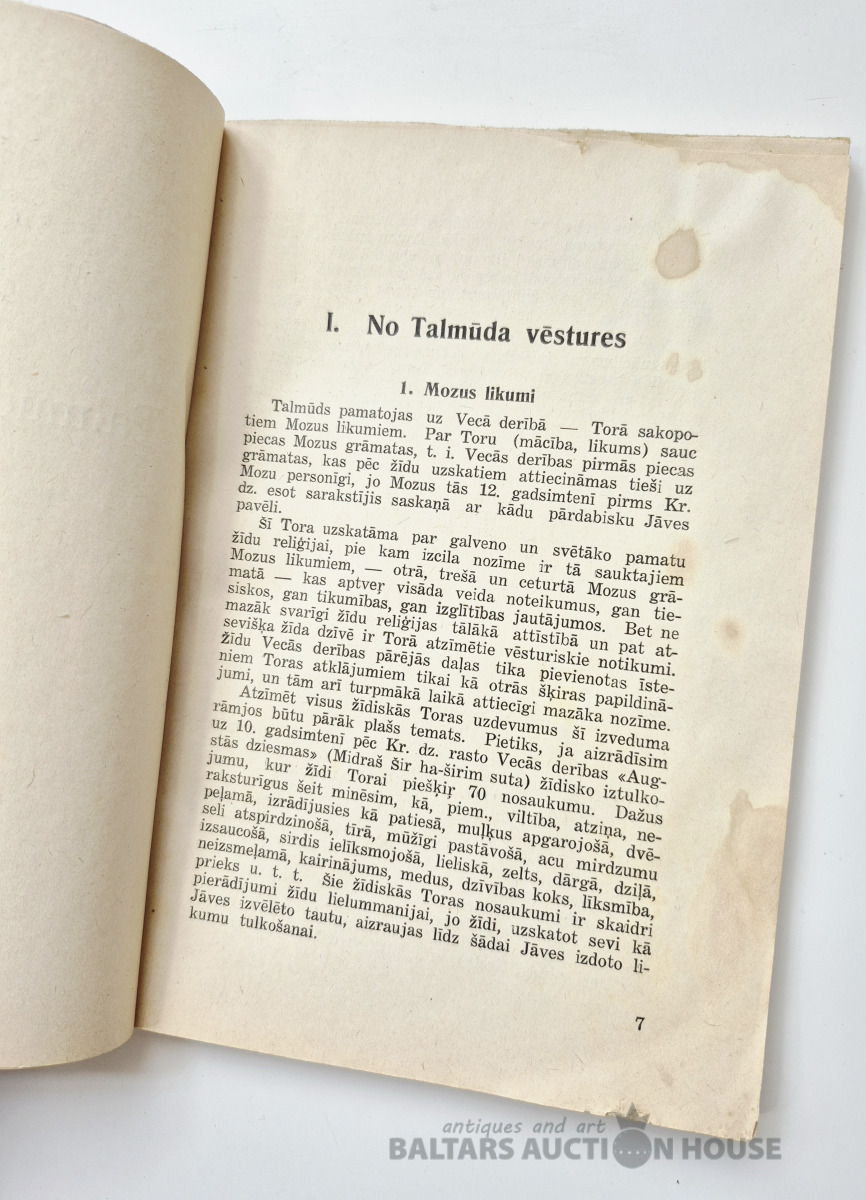 I. No Talmūda vēstures
1. Mozus likumi
Talmūds pamatojas uz Vecā derībā — Torā sakopo-
tiem Mozus likumiem. Par Toru (mācība, likums) sauc
piecas Mozus grāmatas, t. i. Vecās derības pirmās piecas
grāmatas, kas pēc žīdu uzskatiem attiecināmas tieši uz
Mozu personīgi, jo Mozus tās 12. gadsimtenī pirms Kr.
dz. esot sarakstījis saskaņā ar kādu pārdabisku Jāves
pavēli.
Šī Tora uzskatāma par galveno un svētāko pamatu
žīdu reliģijai, pie kam izcila nozīme ir tā sauktajiem
Mozus likumiem, — otrā, trešā un ceturtā Mozus grā-
matā — kas aptveŗ visāda veida noteikumus, gan tie-
siskos, gan tikumības, gan izglītības jautājumos. Bet ne
mazāk svarīgi žīdu reliģijas tālākā attīstībā un pat at-
sevišķa žīda dzīvē ir Torā atzīmētie vēsturiskie notikumi.
Žīdu Vecās derības pārējās daļas tika pievienotas īste-
niem Toras atklājumiem tikai kā otrās šķiras papildinā-
jumi, un tām arī turpmākā laikā attiecīgi mazāka nozīme.
Atzīmēt visus žīdiskās Toras uzdevumus šī izveduma
rāmjos būtu pārāk plašs temats. Pietiks, ja aizrādīsim
uz 10. gadsimtenī pēc Kr. dz. rasto Vecās derības «Aug-
stās dziesmas» (Midraš Šir ha-širim suta) žīdisko iztulko-
jumu, kur žīdi Torai piešķiŗ 70 nosaukumu. Dažus
raksturīgus šeit minēsim, kā, piem., viltība, atziņa, ne-
peļamā, izrādījusies kā patiesā, muļķus apgarojošā, dvē-
seli atspirdzinošā, tīrā, mūžīgi pastāvošā, acu mirdzumu
izsaucošā, sirdis ielīksmojošā, lieliskā, zelts, dārgā, dziļā,
neizsmeļamā, kairinājums, medus, dzīvības koks, līksmība,
prieks u. t. t. Šie žīdiskās Toras nosaukumi ir skaidri
pierādījumi žīdu lielummanijai, jo žīdi, uzskatot sevi kā
Jāves izvēlēto tautu, aizraujas līdz šādai Jāves izdoto li-
kumu tulkošanai.
7
antiques and art
BALTARS AUCTION HOUSE